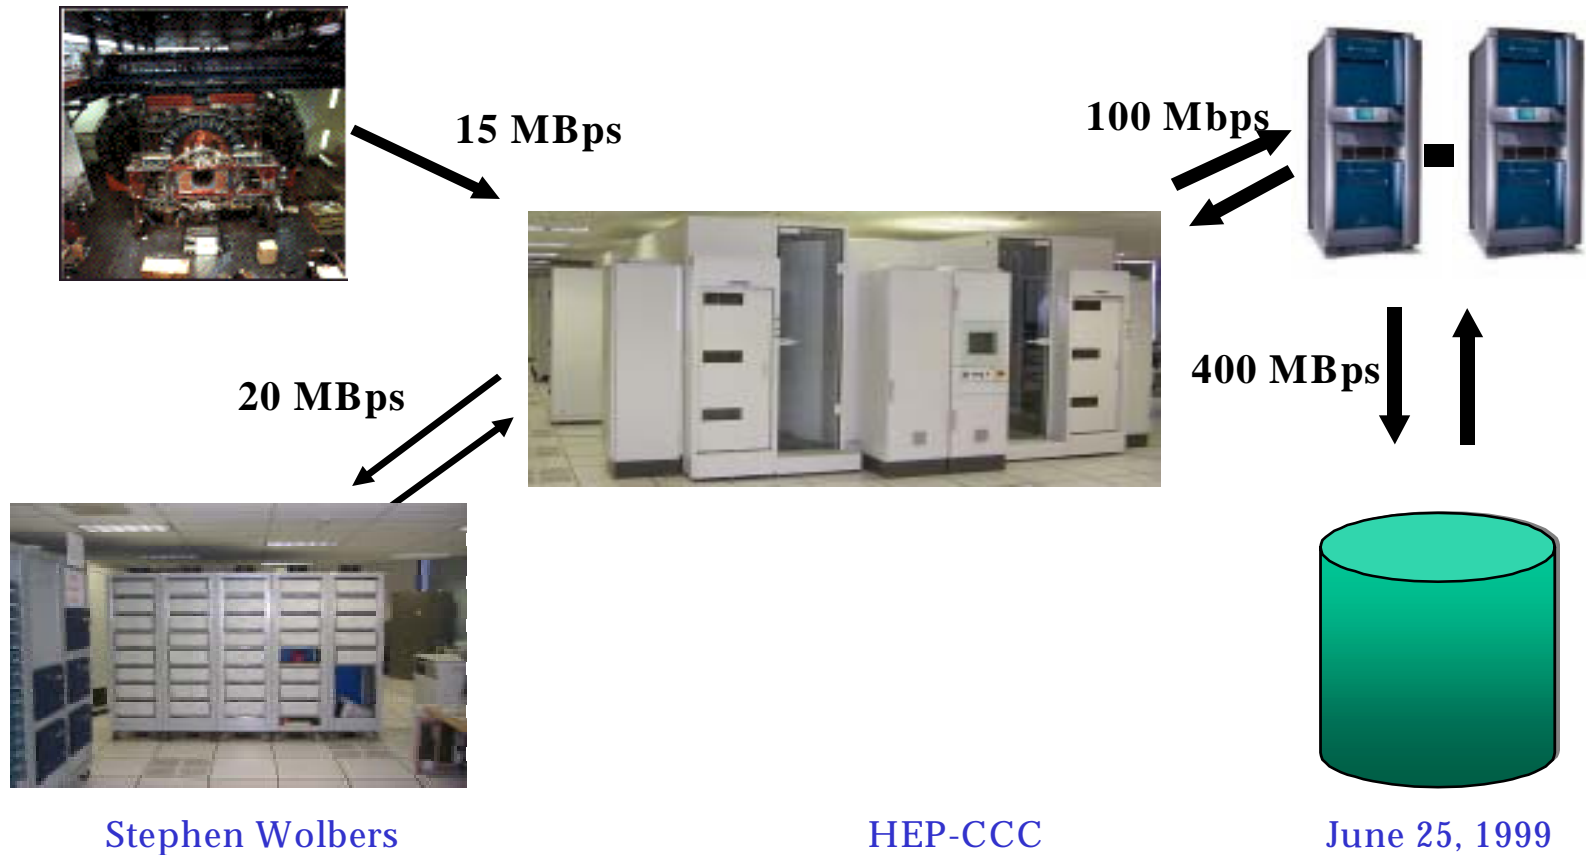 15 MBps
100 Mbps
20 MBps
400 MBps
Stephen Wolbers
HEP-CCC
June 25, 1999